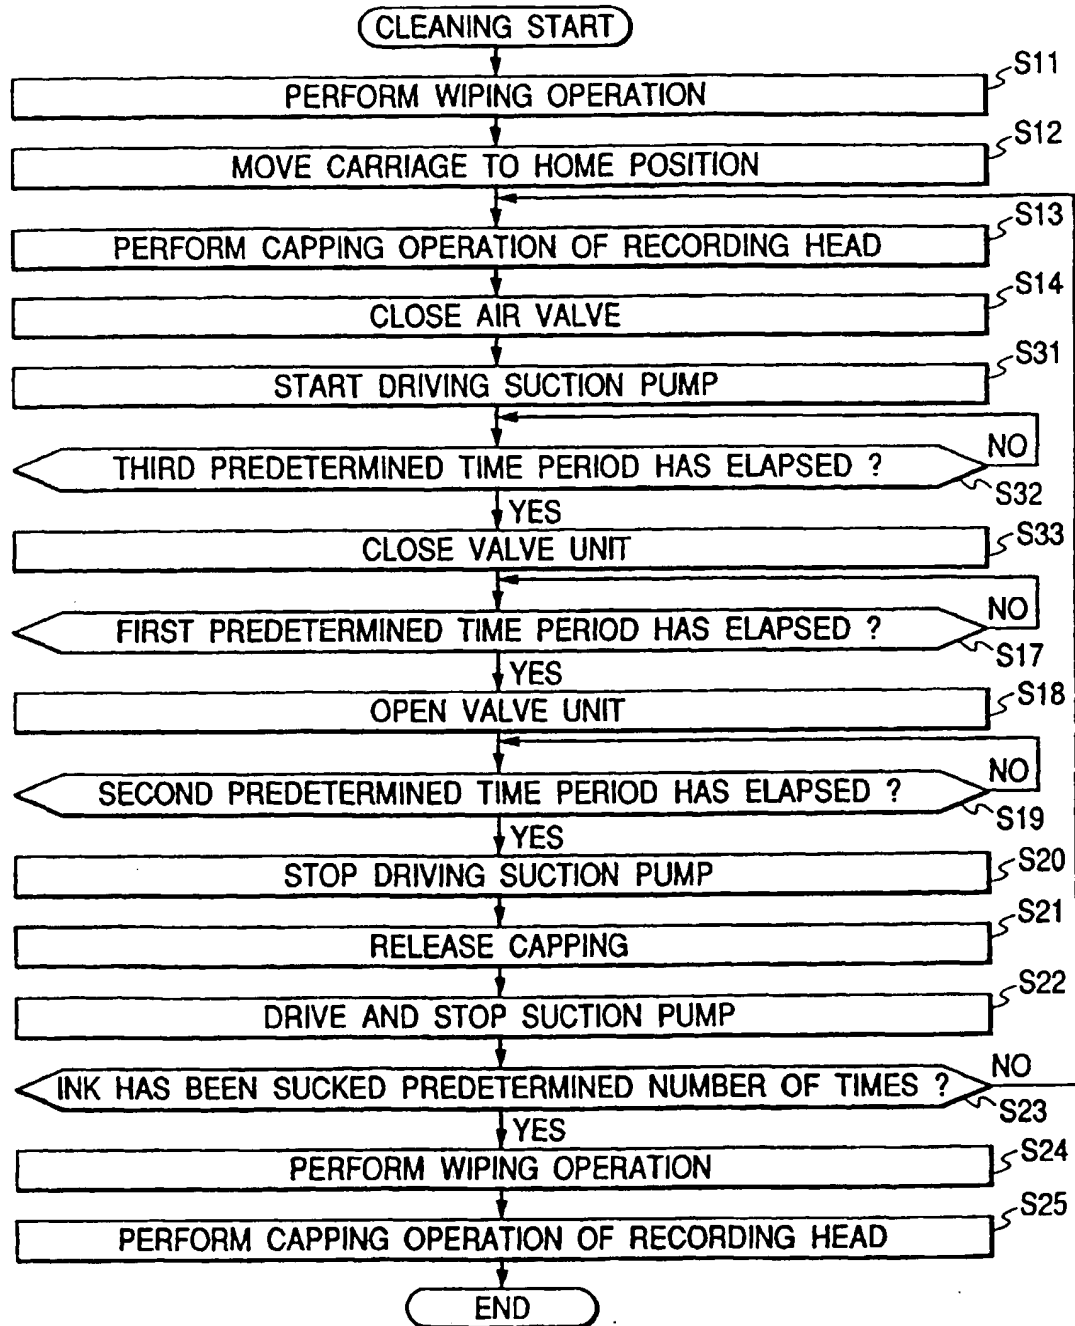 CLEANING START
S11
PERFORM WIPING OPERATION
S12
MOVE CARRIAGE TO HOME POSITION
S13
PERFORM CAPPING OPERATION OF RECORDING HEAD
S14
CLOSE AIR VALVE
S31
START DRIVING SUCTION PUMP
NO
THIRD PREDETERMINED TIME PERIOD HAS ELAPSED ?
S32
YES
S33
CLOSE VALVE UNIT
NO
FIRST PREDETERMINED TIME PERIOD HAS ELAPSED ?
S17
YES
S18
OPEN VALVE UNIT
NO
SECOND PREDETERMINED TIME PERIOD HAS ELAPSED ?
S19
YES
S20
STOP DRIVING SUCTION PUMP
S21
RELEASE CAPPING
S22
DRIVE AND STOP SUCTION PUMP
NO
INK HAS BEEN SUCKED PREDETERMINED NUMBER OF TIMES ?
S23
YES
S24
PERFORM WIPING OPERATION
S25
PERFORM CAPPING OPERATION OF RECORDING HEAD
END